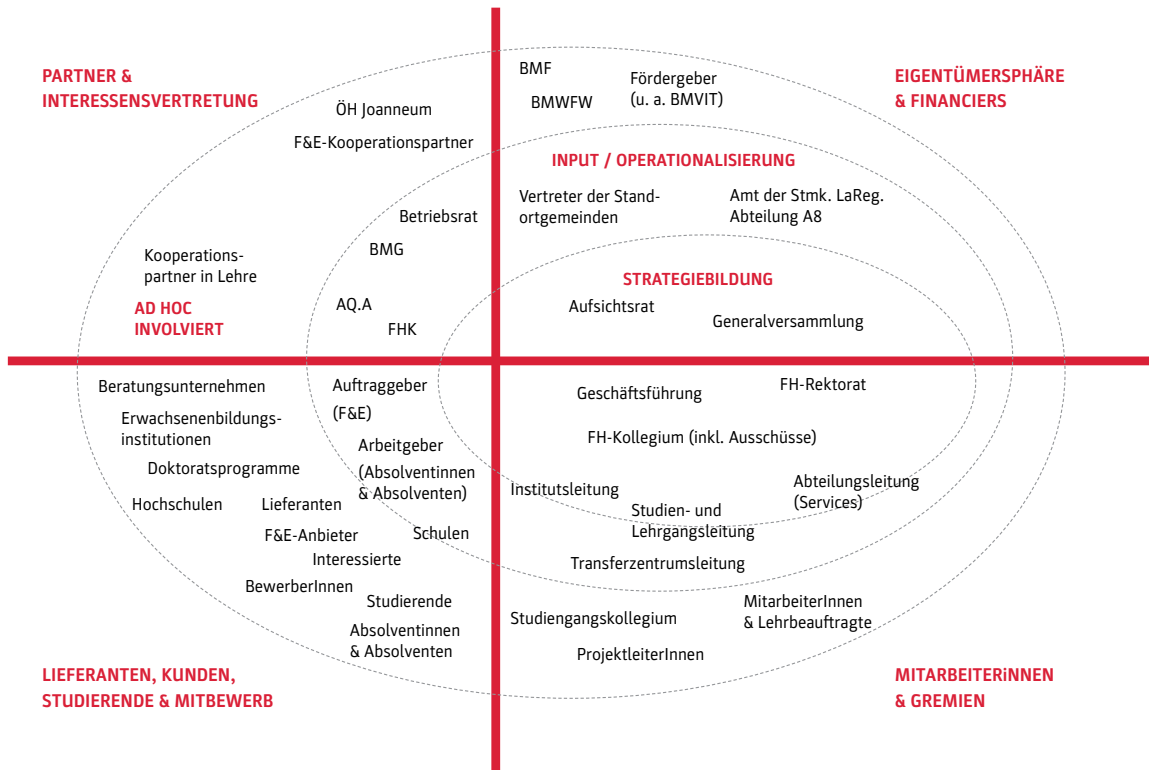 PARTNER &
INTERESSENSVERTRETUNG
ÖH Joanneum
F&E-Kooperationspartner
Betriebsrat
BMG
Kooperations-
partner in Lehre
AD HOC
INVOLVIERT
AQ.A
FHK
BMF
BMWFW
Fördergeber
(u. a. BMVIT)
EIGENTÜMERSPHÄRE
& FINANCIERS
INPUT / OPERATIONALISIERUNG
Vertreter der Stand-
ortgemeinden
Amt der Stmk. LaReg.
Abteilung A8
STRATEGIEBILDUNG
Aufsichtsrat
Generalversammlung
Beratungsunternehmen
Erwachsenenbildungs-
institutionen
Doktoratsprogramme
Hochschulen
Lieferanten
F&E-Anbieter
Interessierte
BewerberInnen
Studierende
Absolventinnen
& Absolventen
Auftraggeber
(F&E)
Arbeitgeber
(Absolventinnen
& Absolventen)
Schulen
LIEFERANTEN, KUNDEN,
STUDIERENDE & MITBEWERB
Geschäftsführung
FH-Rektorat
FH-Kollegium (inkl. Ausschüsse)
Institutsleitung
Abteilungsleitung
(Services)
Studien- und
Lehrgangsleitung
Transferzentrumsleitung
Studiengangskollegium
MitarbeiterInnen
& Lehrbeauftragte
ProjektleiterInnen
MITARBEITERiNNEN
& GREMIEN